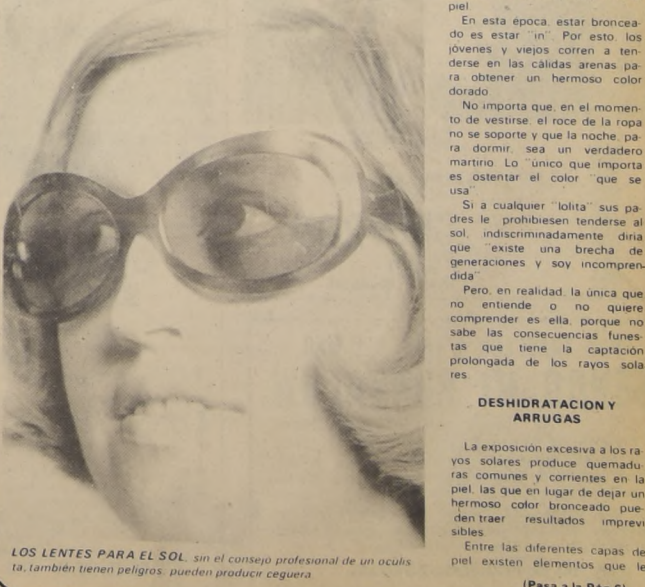 LOS LENTES PARA EL SOL, sin el consejo profesional de un oculis
ta, también tienen peligros: pueden producir ceguera.
piel.
En esta época, estar broncea-
do es estar "in". Por esto, los
jóvenes y viejos corren a ten-
derse en las cálidas arenas pa-
ra obtener un hermoso color
dorado.
No importa que, en el momen-
to de vestirse, el roce de la ropa
no se soporte y que la noche, pa-
ra dormir, sea un verdadero
martirio. Lo "único que importa
es ostentar el color "que se
usa".
Si a cualquier "lolita" sus pa-
dres le prohibiesen tenderse al
sol, indiscriminadamente diria
que "existe una brecha de
generaciones y soy incompren-
dida".
Pero, en realidad, la única que
no entiende o no quiere
comprender es ella, porque no
sabe las consecuencias funes-
tas que tiene la captación
prolongada de los rayos sola
res.
DESHIDRATACION Y
ARRUGAS
La exposición excesiva a los ra-
yos solares produce quemadu-
ras comunes y corrientes en la
piel, las que en lugar de dejar un
hermoso color bronceado pue-
den traer resultados imprevi
sibles.
Entre las diferentes capas de
piel existen elementos que le
(Pasa a la Pág.